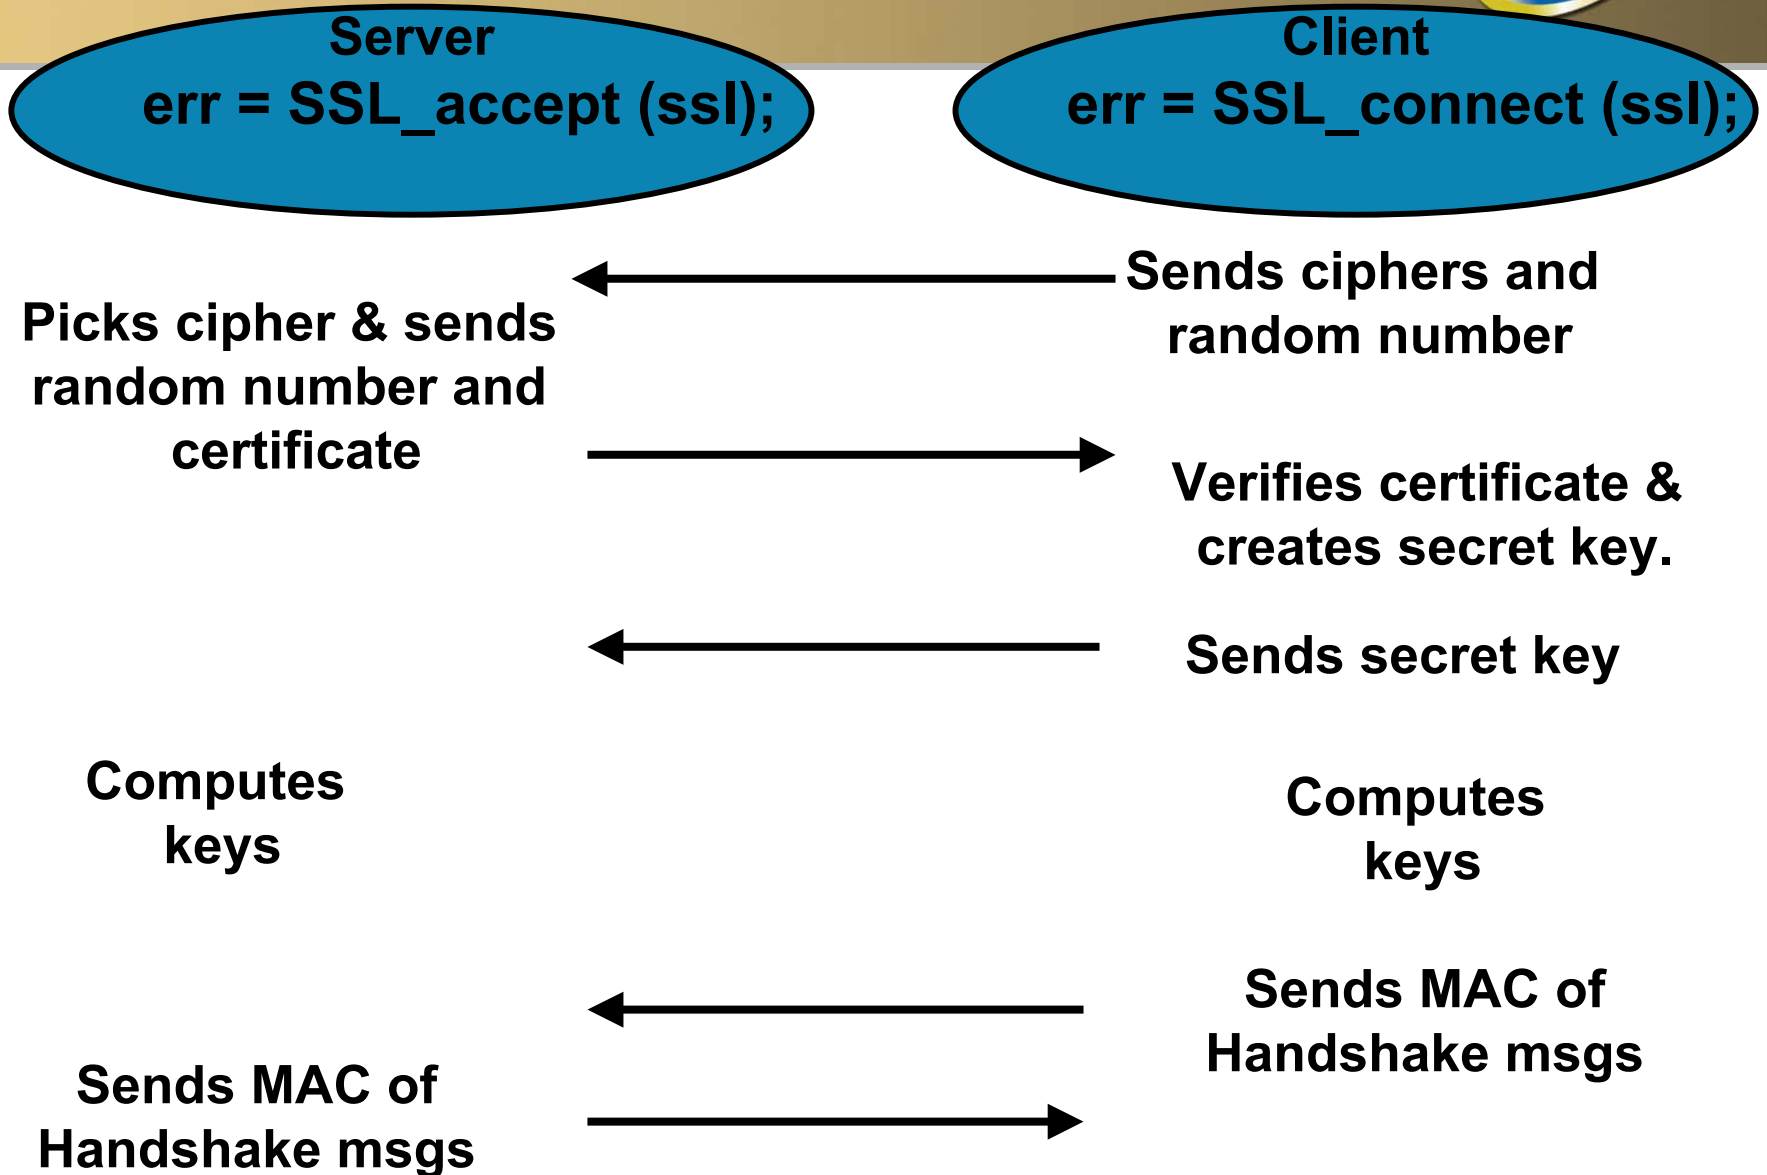 Server
err = SSL_accept (ssl);
Client
err = SSL_connect (ssl);
Sends ciphers and
random number
Picks cipher & sends
random number and
certificate
Verifies certificate &
creates secret key.
Sends secret key
Computes
keys
Computes
keys
Sends MAC of
Handshake msgs
Sends MAC of
Handshake msgs